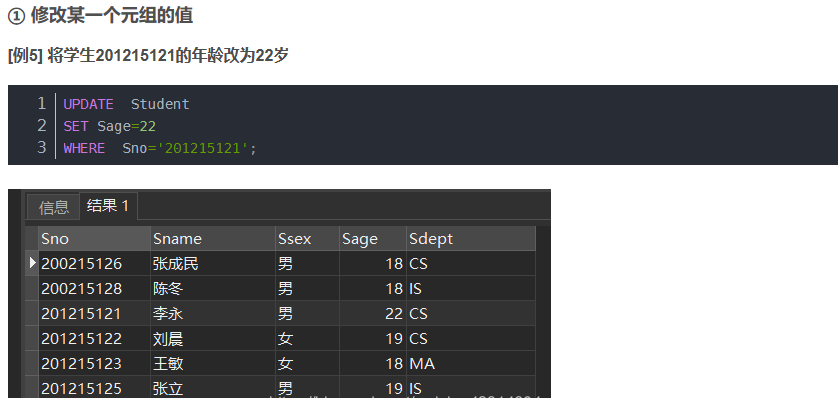 ① 修改某一个元组的值
[例5] 将学生201215121的年龄改为22岁
1 UPDATE Student
2 SET Sage=22
3 WHERE Sno='201215121';
信息 结果 1
Sno Sname Ssex Sage Sdept
200215126 张成民 男 18 CS
200215128 陈冬 男 18 IS
201215121 李永 男 22 CS
201215122 刘晨 女 19 CS
201215123 王敏 女 18 MA
201215125 张立 男 19 IS